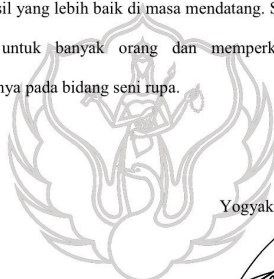 sil yang lebih baik di masa mendatang. S
untuk banyak orang dan memperk
nya pada bidang seni rupa.
Yogyak